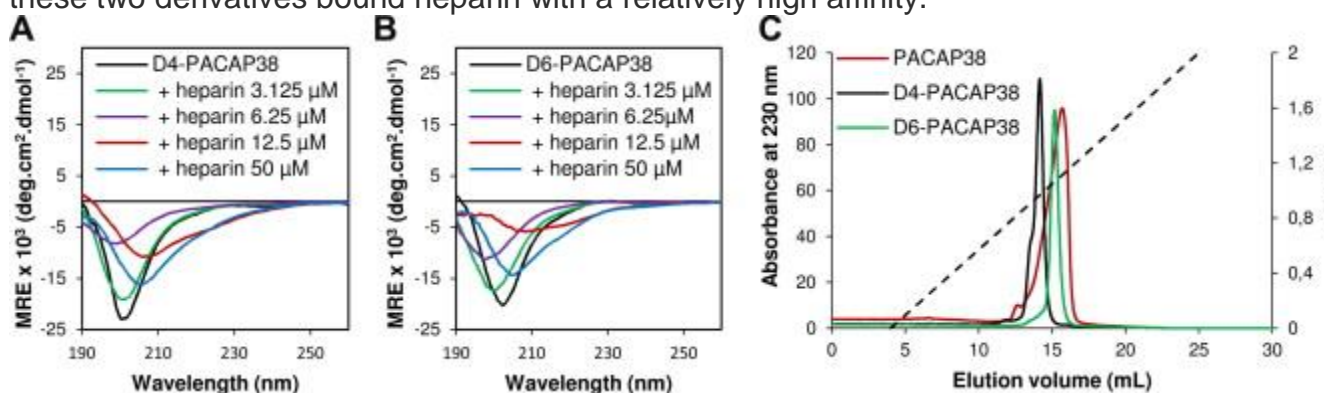 these two derivatives bound heparin with a relatively high affinity.
A
B
C
D4-PACAP38
+ heparin 3.125 µM
+ heparin 6.25 µM
+ heparin 12.5 µM
+ heparin 50 µM
MRE x 10³ (deg.cm².dmol⁻¹)
25
15
5
-5
-15
-25
190
210
230
250
Wavelength (nm)
D6-PACAP38
+ heparin 3.125 µM
+ heparin 6.25µM
+ heparin 12.5 µM
+ heparin 50 µM
MRE x 10³ (deg.cm².dmol⁻¹)
25
15
5
-5
-15
-25
190
210
230
250
Wavelength (nm)
PACAP38
D4-PACAP38
D6-PACAP38
Absorbance at 230 nm
120
100
80
60
40
20
0
0
5
10
15
20
25
30
Elution volume (mL)
2
1,6
1,2
0,8
0,4
0